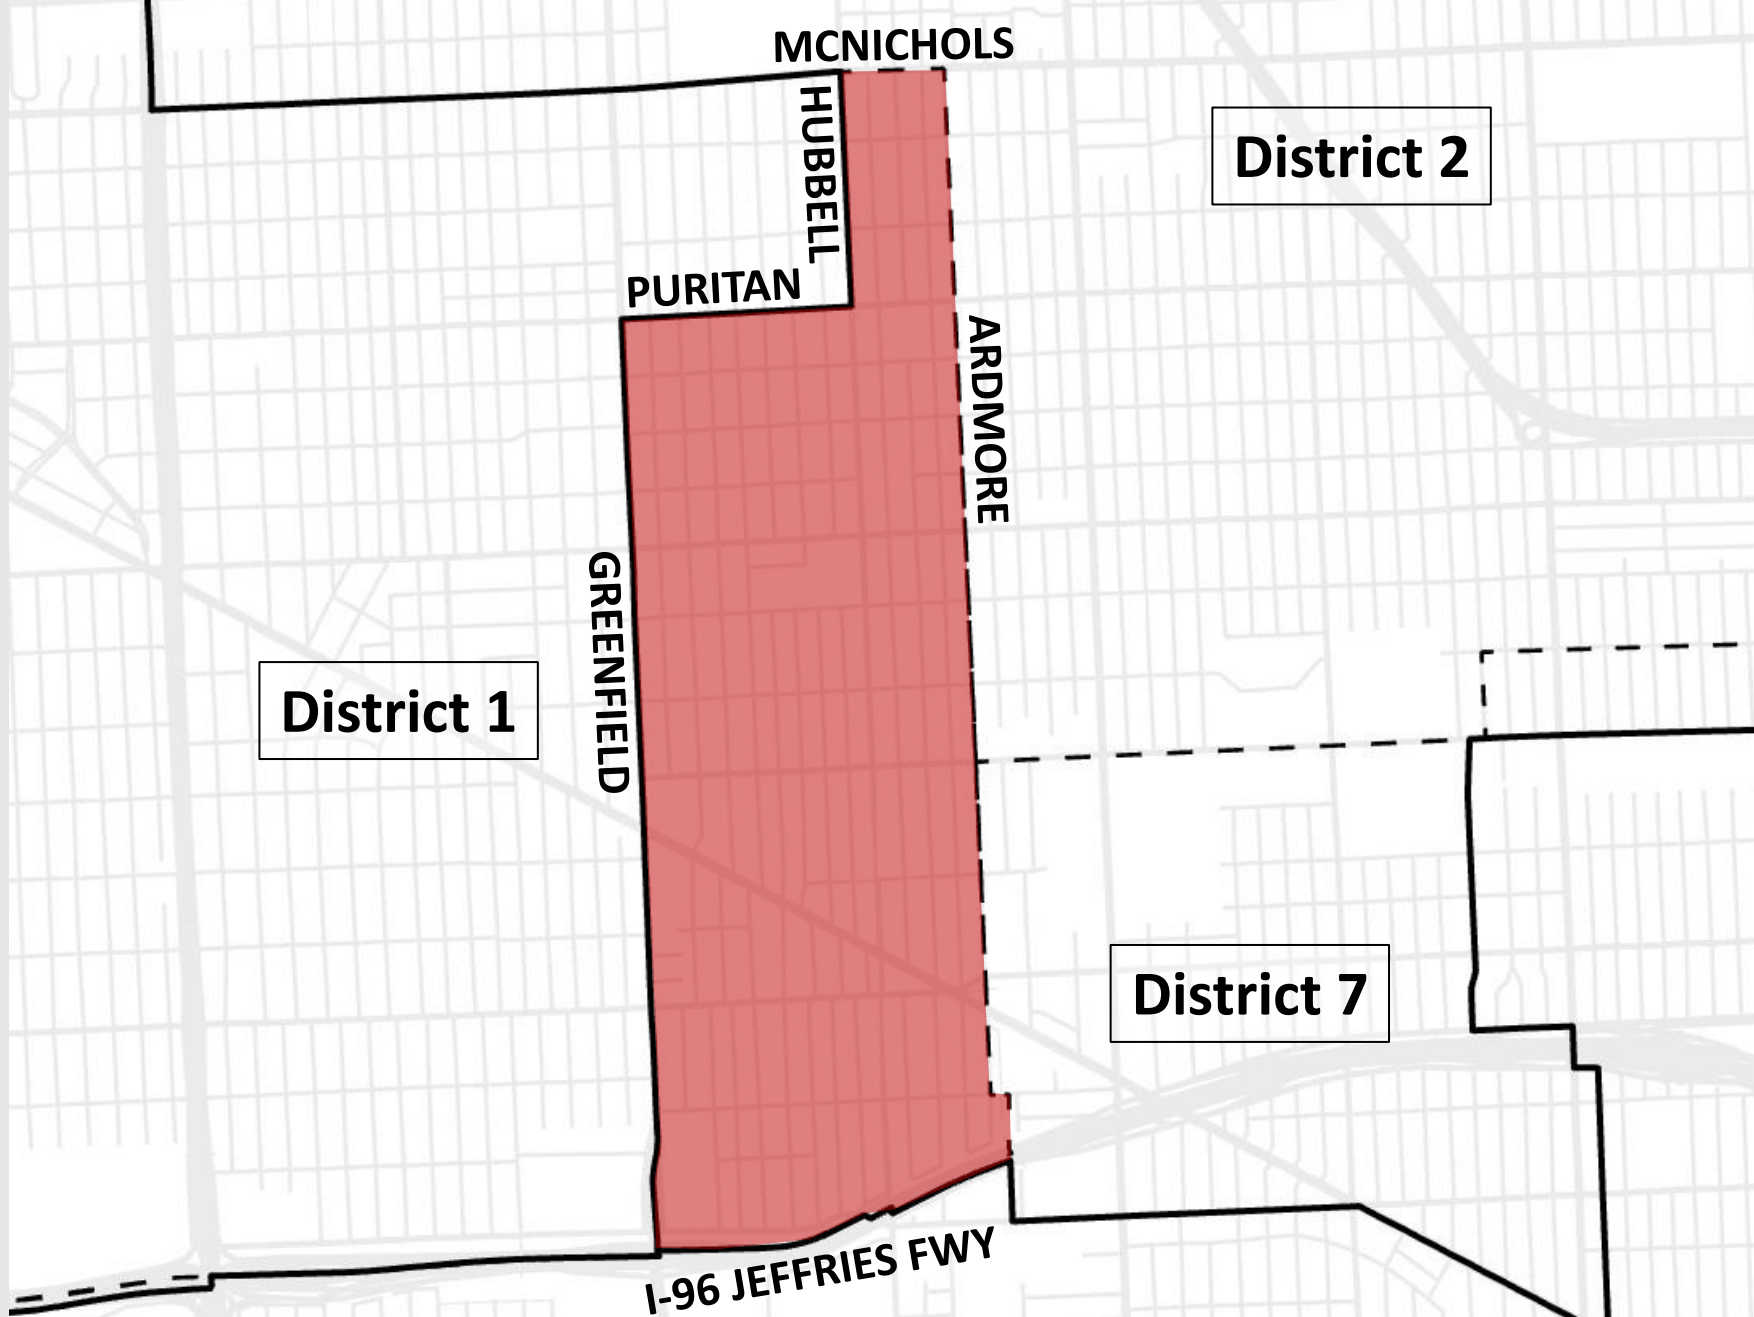 MCNICHOLS
HUBBELL
District 2
PURITAN
ARDMORE
GREENFIELD
District 1
District 7
I-96 JEFFRIES FWY